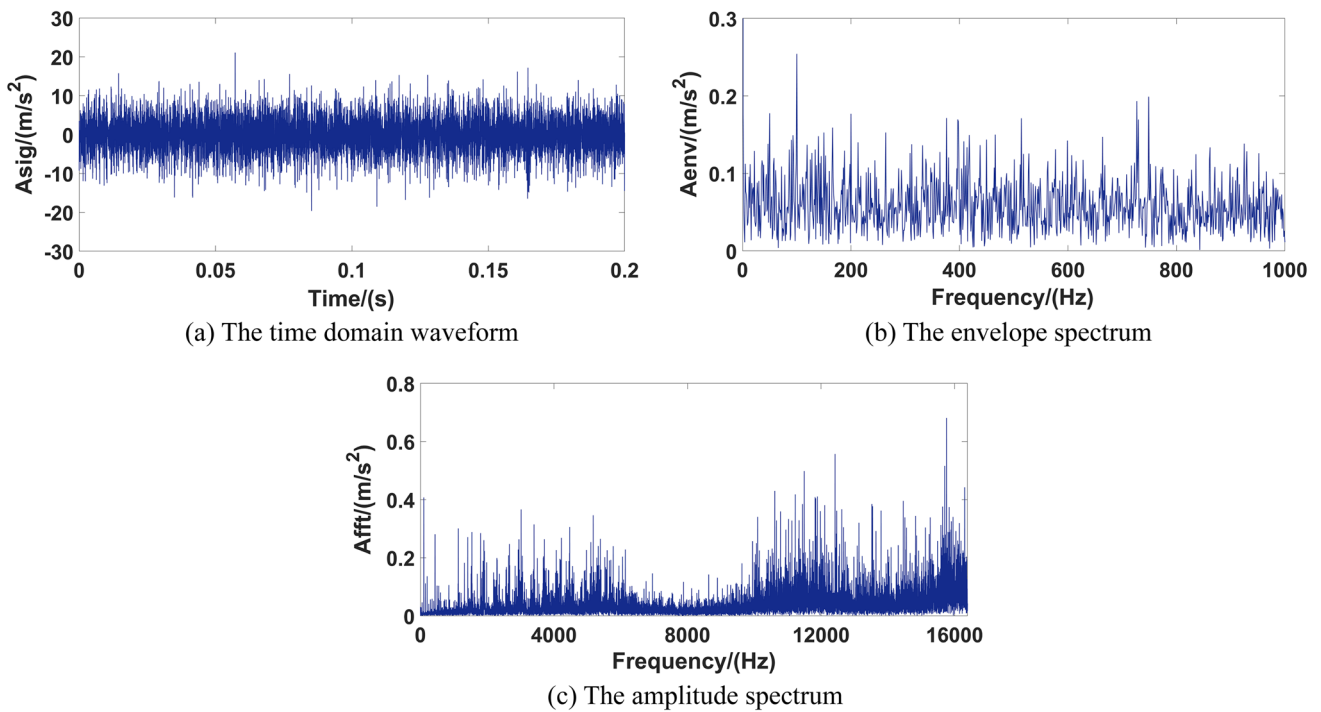 30
20
10
0
-10
-20
-30
Asig/(m/s²)
0 0.05 0.1 0.15 0.2
Time/(s)
(a) The time domain waveform
0.3
0.2
0.1
0
Aenv/(m/s²)
0 200 400 600 800 1000
Frequency/(Hz)
(b) The envelope spectrum
0.8
0.6
0.4
0.2
0
Afft/(m/s²)
0 4000 8000 12000 16000
Frequency/(Hz)
(c) The amplitude spectrum